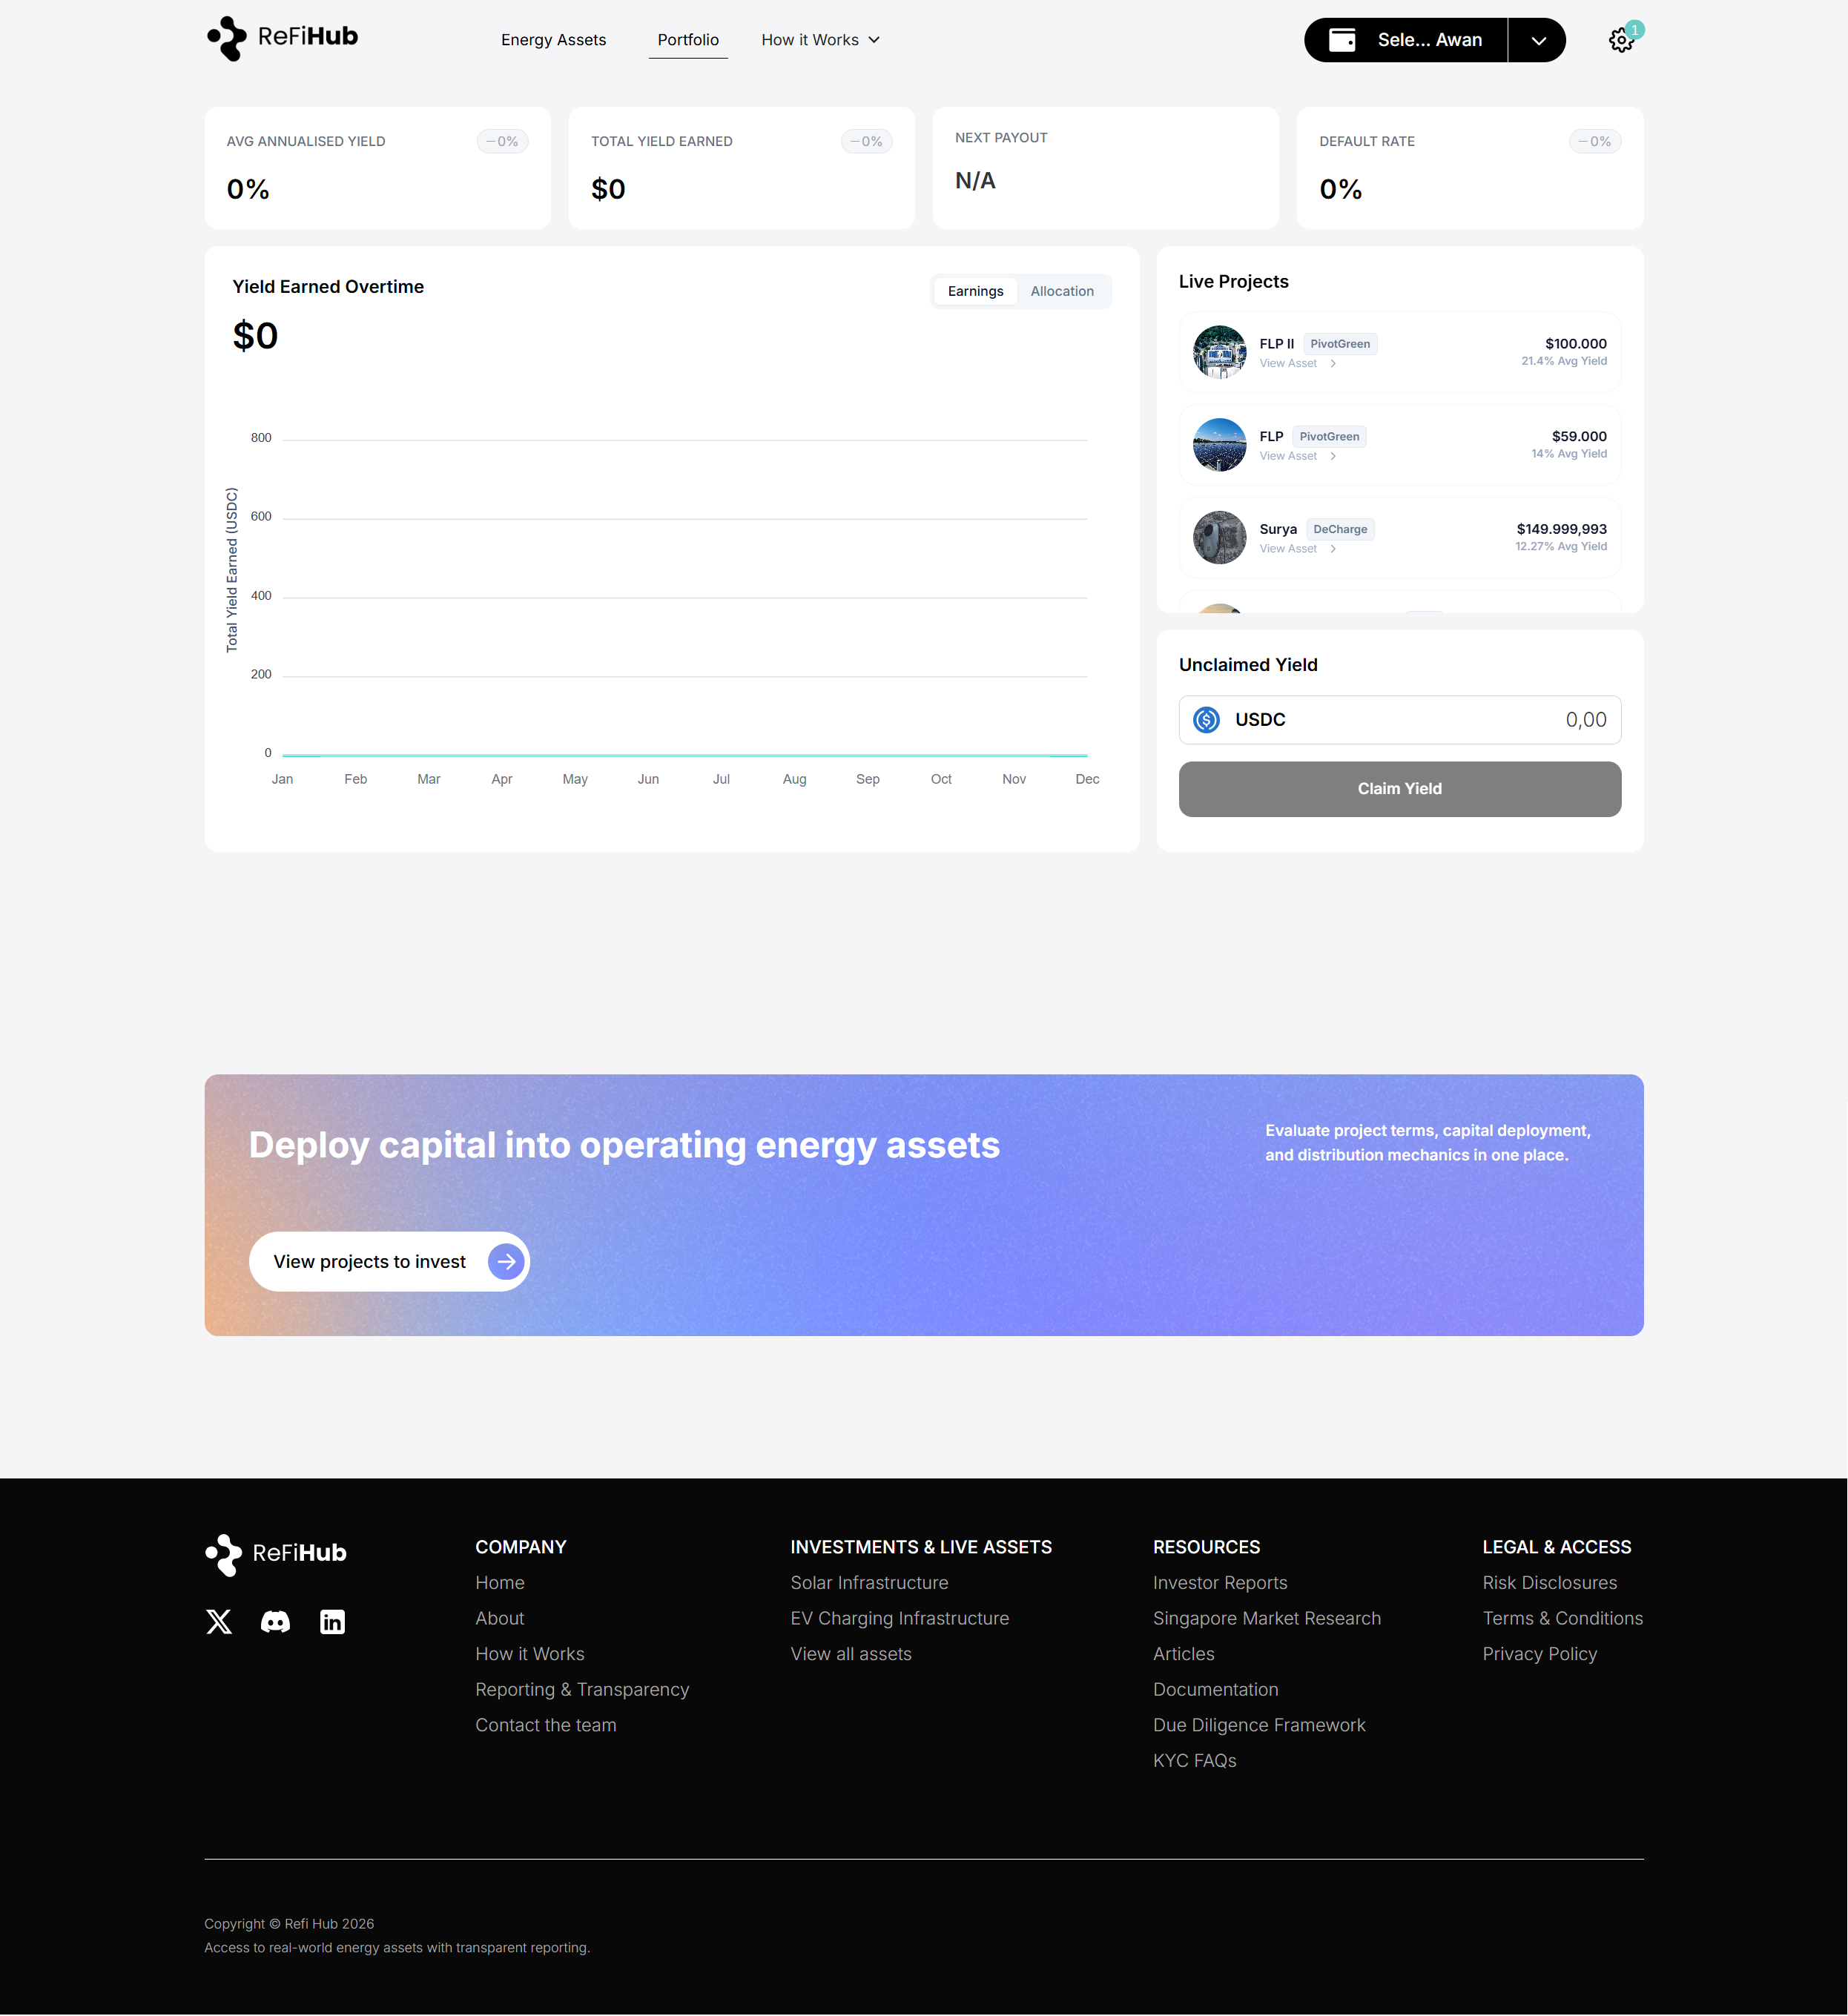 ReFiHub
Energy Assets
Portfolio
How it Works
Sele... Awan
1
AVG ANNUALISED YIELD
—0%
0%
TOTAL YIELD EARNED
—0%
$0
NEXT PAYOUT
N/A
DEFAULT RATE
—0%
0%
Yield Earned Overtime
Earnings
Allocation
$0
Total Yield Earned (USDC)
800
600
400
200
0
Jan Feb Mar Apr May Jun Jul Aug Sep Oct Nov Dec
Live Projects
FLP II PivotGreen
View Asset
$100.000
21.4% Avg Yield
FLP PivotGreen
View Asset
$59.000
14% Avg Yield
Surya DeCharge
View Asset
$149.999,993
12.27% Avg Yield
Unclaimed Yield
USDC
0,00
Claim Yield
Deploy capital into operating energy assets
Evaluate project terms, capital deployment,
and distribution mechanics in one place.
View projects to invest
ReFiHub
COMPANY
Home
About
How it Works
Reporting & Transparency
Contact the team
INVESTMENTS & LIVE ASSETS
Solar Infrastructure
EV Charging Infrastructure
View all assets
RESOURCES
Investor Reports
Singapore Market Research
Articles
Documentation
Due Diligence Framework
KYC FAQs
LEGAL & ACCESS
Risk Disclosures
Terms & Conditions
Privacy Policy
Copyright © Refi Hub 2026
Access to real-world energy assets with transparent reporting.